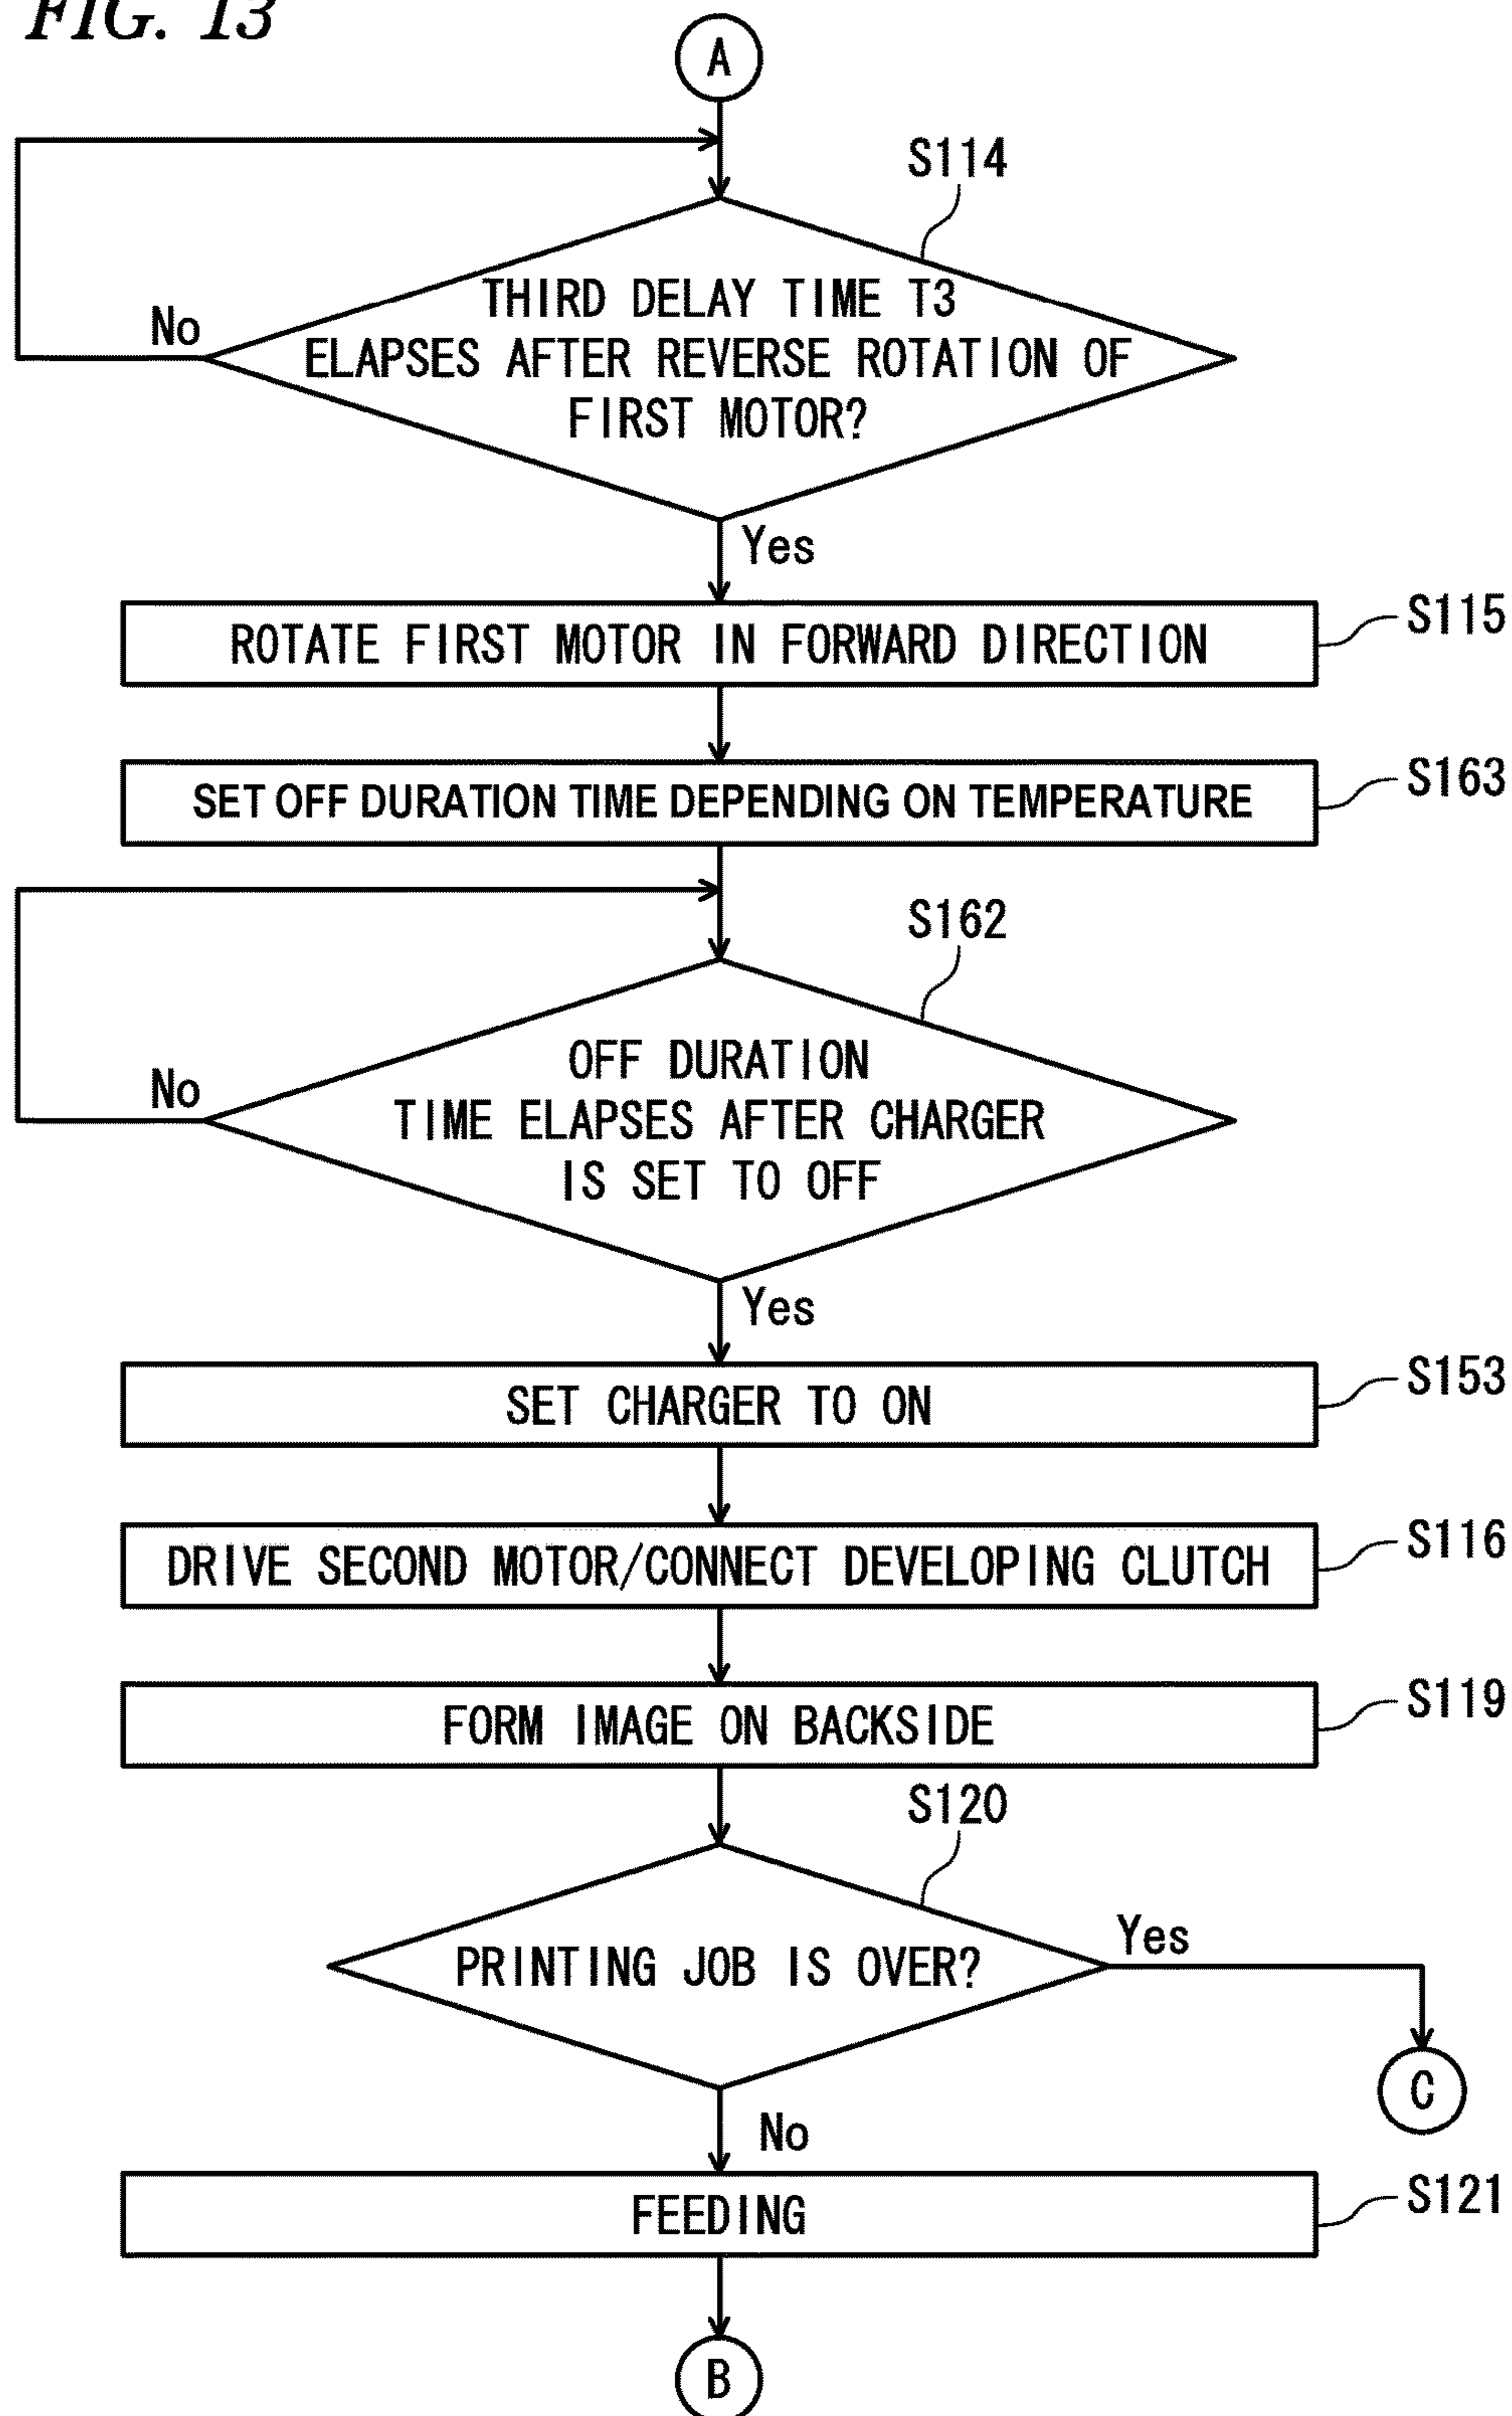 FIG. 13
A
S114
THIRD DELAY TIME T3
ELAPSES AFTER REVERSE ROTATION OF
FIRST MOTOR?
No
Yes
ROTATE FIRST MOTOR IN FORWARD DIRECTION
S115
SET OFF DURATION TIME DEPENDING ON TEMPERATURE
S163
S162
OFF DURATION
TIME ELAPSES AFTER CHARGER
IS SET TO OFF
No
Yes
SET CHARGER TO ON
S153
DRIVE SECOND MOTOR/CONNECT DEVELOPING CLUTCH
S116
FORM IMAGE ON BACKSIDE
S119
S120
PRINTING JOB IS OVER?
Yes
C
No
FEEDING
S121
B